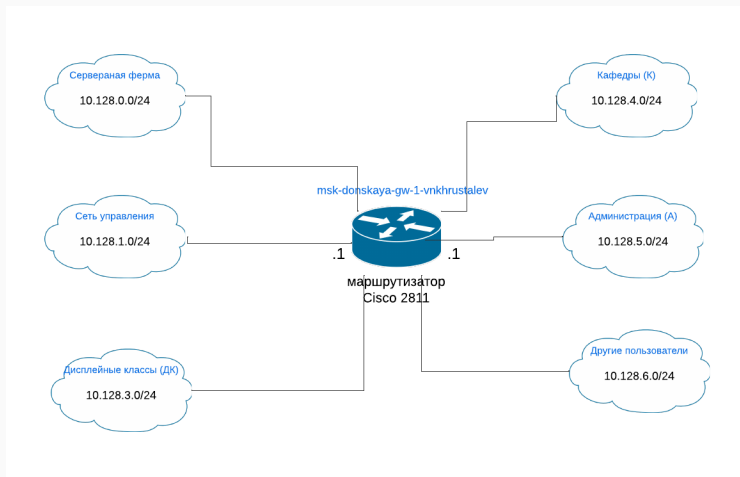 Сервераная ферма
10.128.0.0/24
Кафедры (К)
10.128.4.0/24
msk-donskaya-gw-1-vnkhrustalev
Сеть управления
10.128.1.0/24
Администрация (А)
10.128.5.0/24
.1
.1
маршрутизатор
Cisco 2811
Дисплейные классы (ДК)
10.128.3.0/24
Другие пользователи
10.128.6.0/24